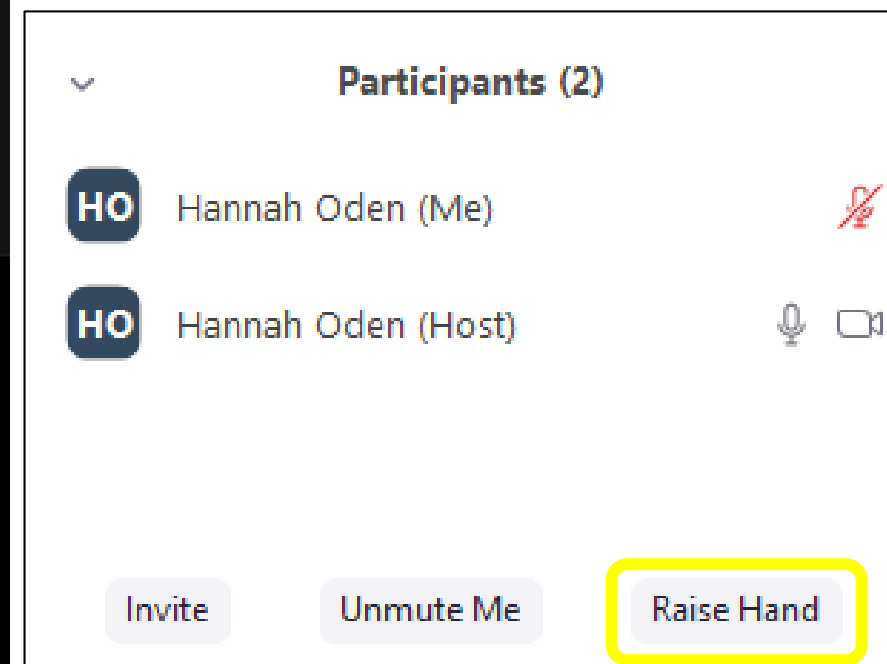 Participants (2)
HO Hannah Oden (Me)
HO Hannah Oden (Host)
Invite Unmute Me Raise Hand